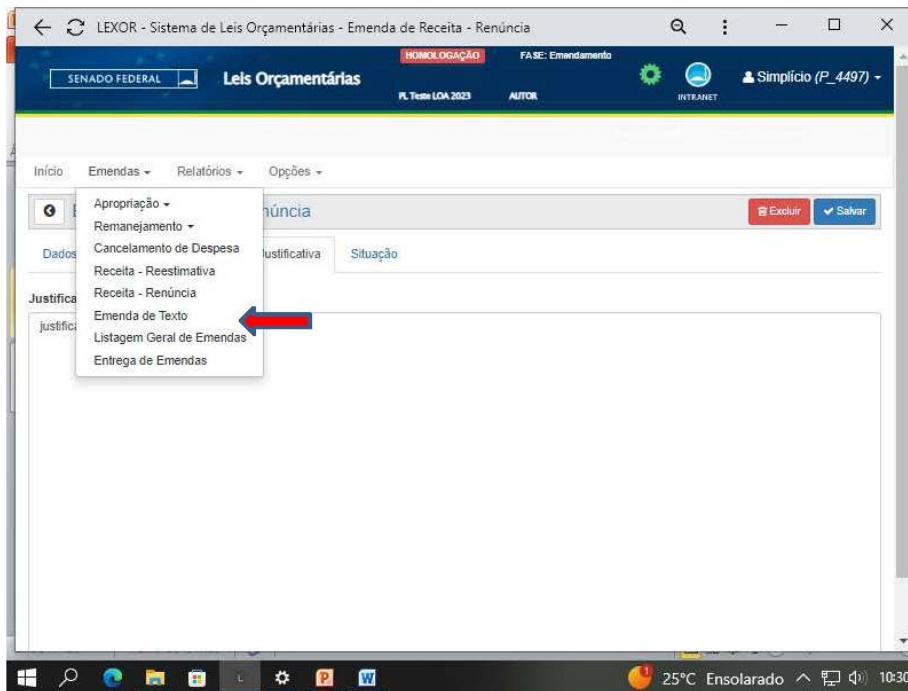 LEXOR - Sistema de Leis Orçamentárias - Emenda de Receita - Renúncia
HOMOLOGAÇÃO FASE: Emendamento
SENADO FEDERAL Leis Orçamentárias
PL Teste LOA 2023 AUTOR
INTRANET
Simplício (P_4497)
Início Emendas Relatórios Opções
núncia
Excluir Salvar
Dados
ustificativa Situação
Apropriação
Remanejamento
Cancelamento de Despesa
Receita - Reestimativa
Receita - Renúncia
Emenda de Texto
Listagem Geral de Emendas
Entrega de Emendas
Justifica
justifica
25°C Ensolarado
10:30